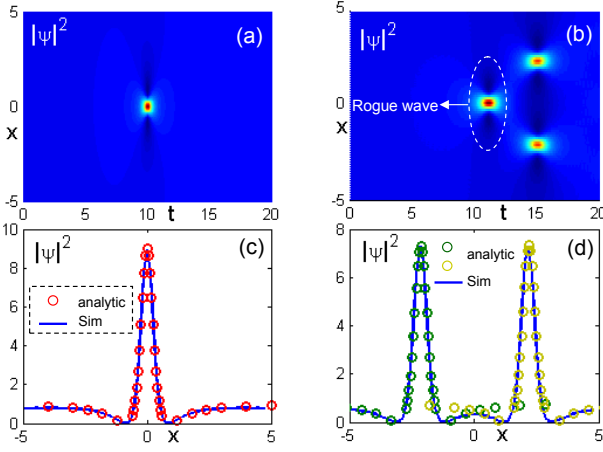 |ψ|² (a)
5
0
x
-5
0 5 10 t 15 20
|ψ|² (b)
5
Rogue wave
0
x
-5
0 5 10 t 15 20
|ψ|² (c)
10
8
6
analytic
Sim
4
2
0
-5 0 x 5
|ψ|² (d)
8
analytic
Sim
6
4
2
0
-5 0 x 5